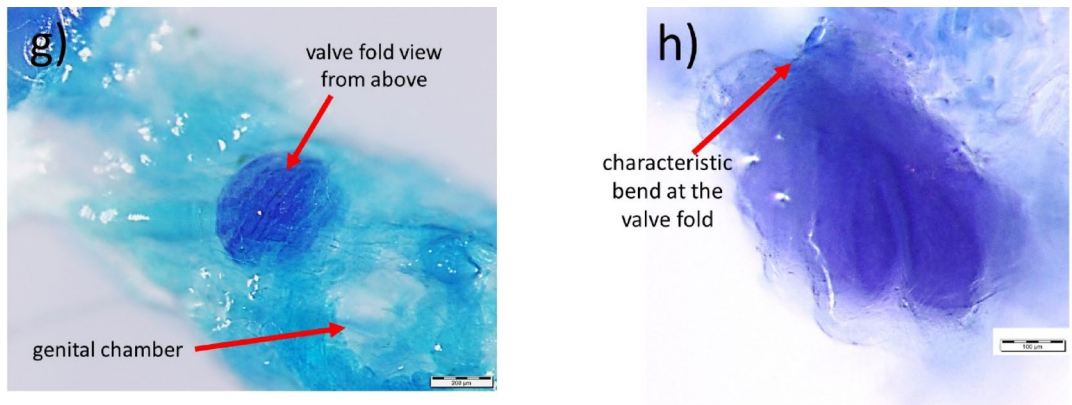 g)
valve fold view
from above
genital chamber
200 µm
h)
characteristic
bend at the
valve fold
100 µm